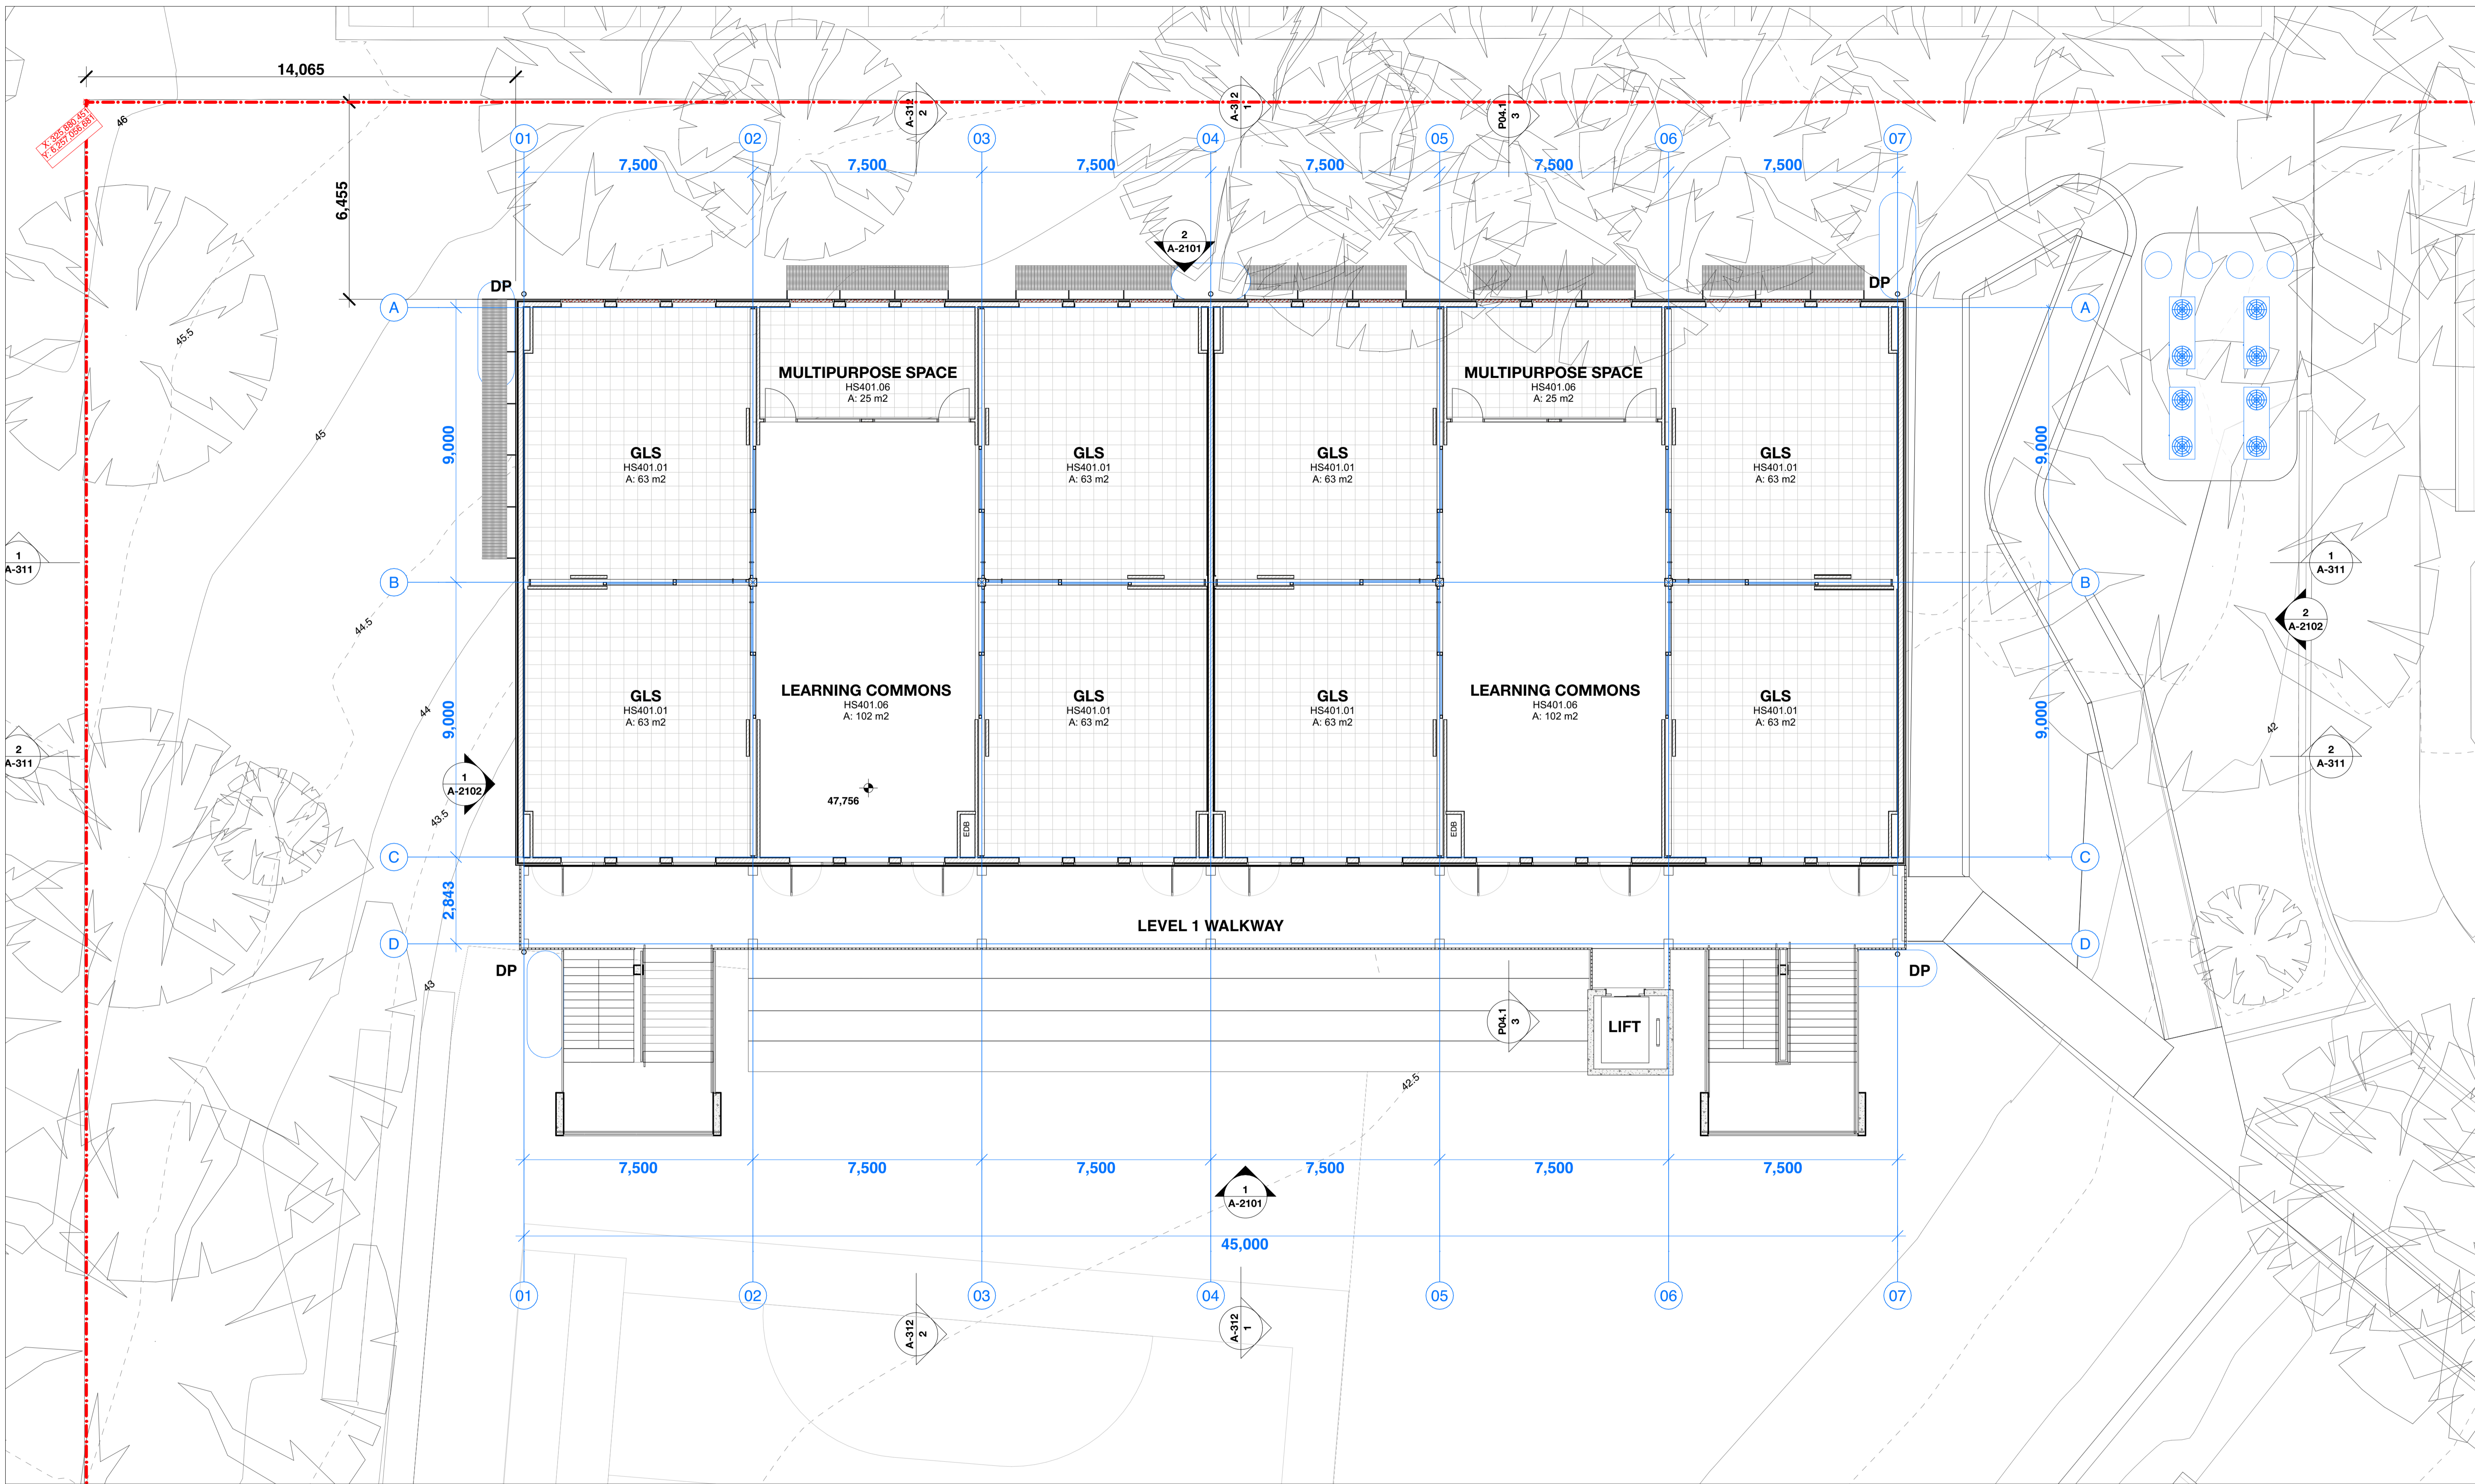 14,065
46
X: 325,880.451
Y: 6,257,056.681
A-312
2
A-312
1
P04.1
3
01
02
03
04
05
06
07
7,500
7,500
7,500
7,500
7,500
7,500
6,455
2
A-2101
DP
DP
A
A
45.5
MULTIPURPOSE SPACE
HS401.06
A: 25 m2
MULTIPURPOSE SPACE
HS401.06
A: 25 m2
45
9,000
9,000
GLS
HS401.01
A: 63 m2
GLS
HS401.01
A: 63 m2
GLS
HS401.01
A: 63 m2
GLS
HS401.01
A: 63 m2
1
A-311
1
A-311
B
B
44.5
2
A-2102
44
9,000
9,000
GLS
HS401.01
A: 63 m2
LEARNING COMMONS
HS401.06
A: 102 m2
GLS
HS401.01
A: 63 m2
GLS
HS401.01
A: 63 m2
LEARNING COMMONS
HS401.06
A: 102 m2
GLS
HS401.01
A: 63 m2
42
2
A-311
2
A-311
1
A-2102
47,756
43.5
EDB
EDB
C
C
2,843
LEVEL 1 WALKWAY
D
D
DP
DP
43
P04.1
3
LIFT
42.5
7,500
7,500
7,500
7,500
7,500
7,500
1
A-2101
45,000
01
02
03
04
05
06
07
A-312
2
A-312
1